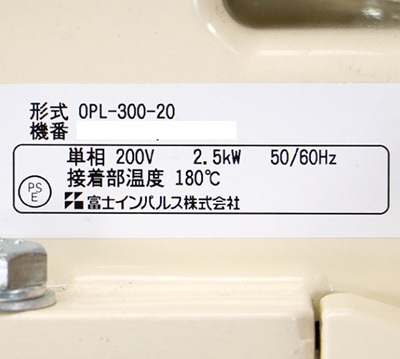 形式 OPL-300-20
機番
単相 200V 2.5kW 50/60Hz
接着部温度 180℃
PS
E
富士インパルス株式会社